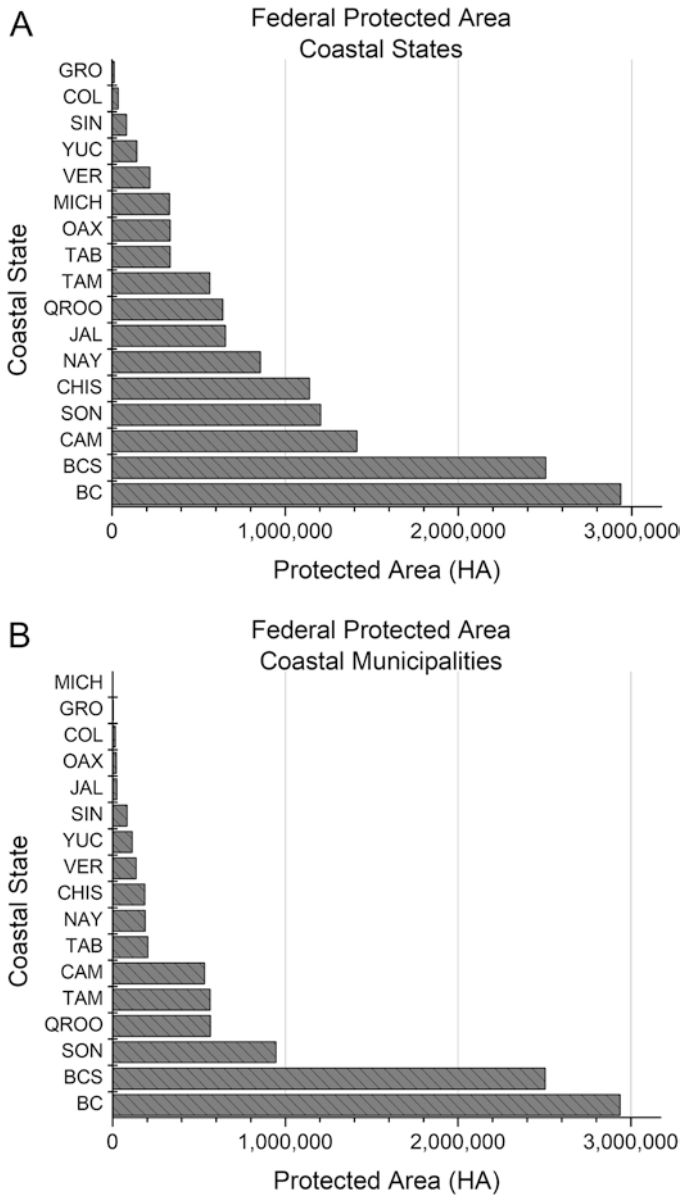 A
Federal Protected Area
Coastal States
GRO
COL
SIN
YUC
VER
MICH
OAX
TAB
TAM
QROO
JAL
NAY
CHIS
SON
CAM
BCS
BC
Coastal State
0 1,000,000 2,000,000 3,000,000
Protected Area (HA)
B
Federal Protected Area
Coastal Municipalities
MICH
GRO
COL
OAX
JAL
SIN
YUC
VER
CHIS
NAY
TAB
CAM
TAM
QROO
SON
BCS
BC
Coastal State
0 1,000,000 2,000,000 3,000,000
Protected Area (HA)